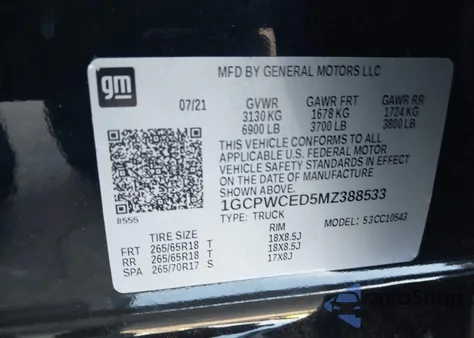 gm
MFD BY GENERAL MOTORS LLC
07/21 GVWR GAWR FRT GAWR RR
3130 KG 1678 KG 1724 KG
6900 LB 3700 LB 3800 LB
THIS VEHICLE CONFORMS TO ALL
APPLICABLE U.S. FEDERAL MOTOR
VEHICLE SAFETY STANDARDS IN EFFECT
ON THE DATE OF MANUFACTURE
SHOWN ABOVE.
1GCPWCED5MZ388533
8555 TYPE: TRUCK MODEL: 53CC10543
TIRE SIZE RIM
FRT 265/65R18 T 18X8.5J
RR 265/65R18 T 18X8.5J
SPA 265/70R17 S 17X8J
AutoSnap